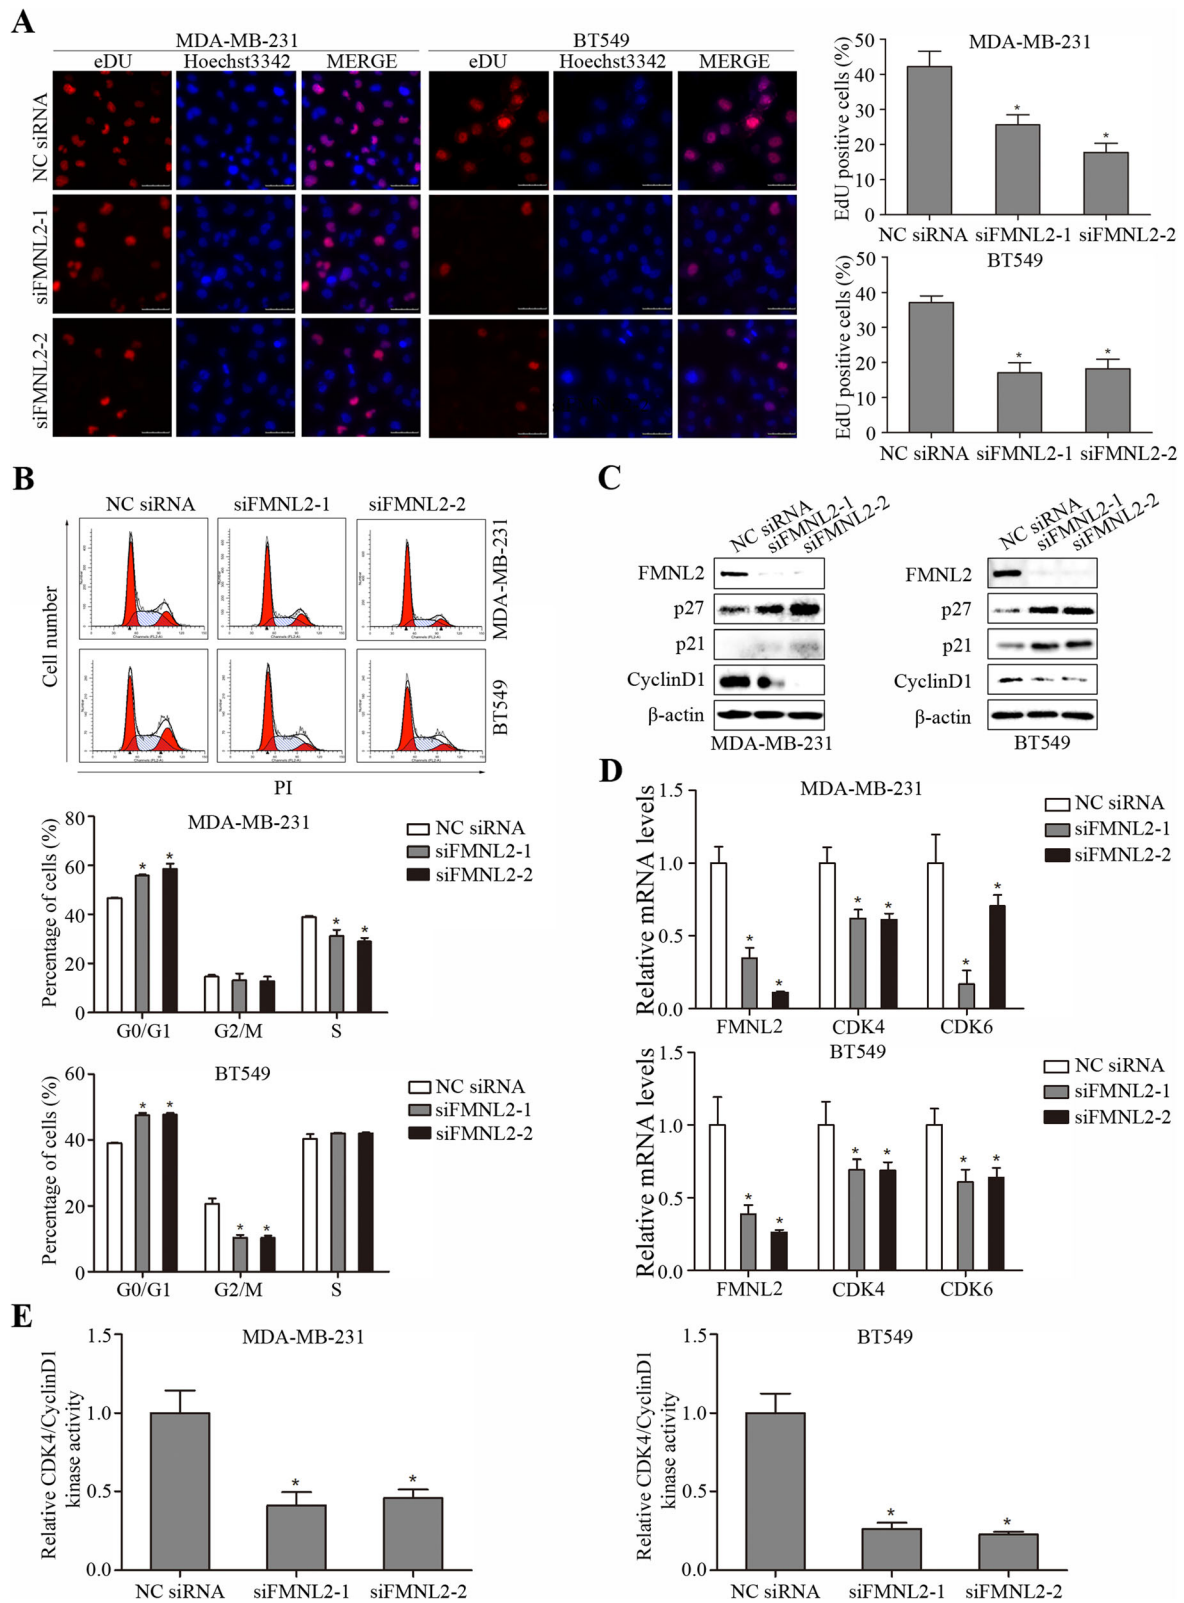 A
MDA-MB-231
BT549
eDU Hoechst3342 MERGE eDU Hoechst3342 MERGE
NC siRNA
siFMNL2-1
siFMNL2-2
MDA-MB-231
EdU positive cells (%)
50
40
30
20
10
0
* *
NC siRNA siFMNL2-1 siFMNL2-2
BT549
EdU positive cells (%)
50
40
30
20
10
0
* *
NC siRNA siFMNL2-1 siFMNL2-2
B
NC siRNA siFMNL2-1 siFMNL2-2
Cell number
MDA-MB-231
BT549
PI
MDA-MB-231
Percentage of cells (%)
80
60
40
20
0
* * * *
G0/G1 G2/M S
NC siRNA
siFMNL2-1
siFMNL2-2
BT549
Percentage of cells (%)
60
40
20
0
* * * *
G0/G1 G2/M S
NC siRNA
siFMNL2-1
siFMNL2-2
C
NC siRNA
siFMNL2-1
siFMNL2-2
FMNL2
p27
p21
CyclinD1
β-actin
MDA-MB-231
NC siRNA
siFMNL2-1
siFMNL2-2
FMNL2
p27
p21
CyclinD1
β-actin
BT549
D
MDA-MB-231
Relative mRNA levels
1.5
1.0
0.5
0.0
* * * * * *
FMNL2 CDK4 CDK6
NC siRNA
siFMNL2-1
siFMNL2-2
BT549
Relative mRNA levels
1.5
1.0
0.5
0.0
* * * * * *
FMNL2 CDK4 CDK6
NC siRNA
siFMNL2-1
siFMNL2-2
E
MDA-MB-231
Relative CDK4/CyclinD1
kinase activity
1.5
1.0
0.5
0.0
* *
NC siRNA siFMNL2-1 siFMNL2-2
BT549
Relative CDK4/CyclinD1
kinase activity
1.5
1.0
0.5
0.0
* *
NC siRNA siFMNL2-1 siFMNL2-2